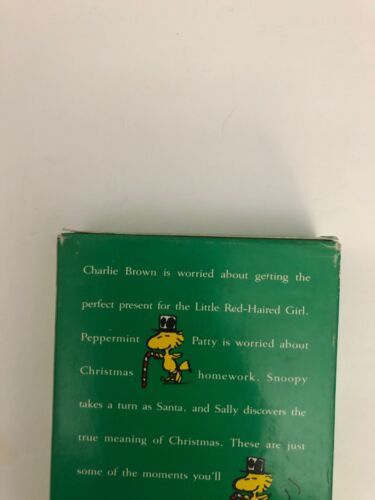 Charlie Brown is worried about getting the
perfect present for the Little Red-Haired Girl.
Peppermint Patty is worried about
Christmas homework. Snoopy
takes a turn as Santa, and Sally discovers the
true meaning of Christmas. These are just
some of the moments you'll